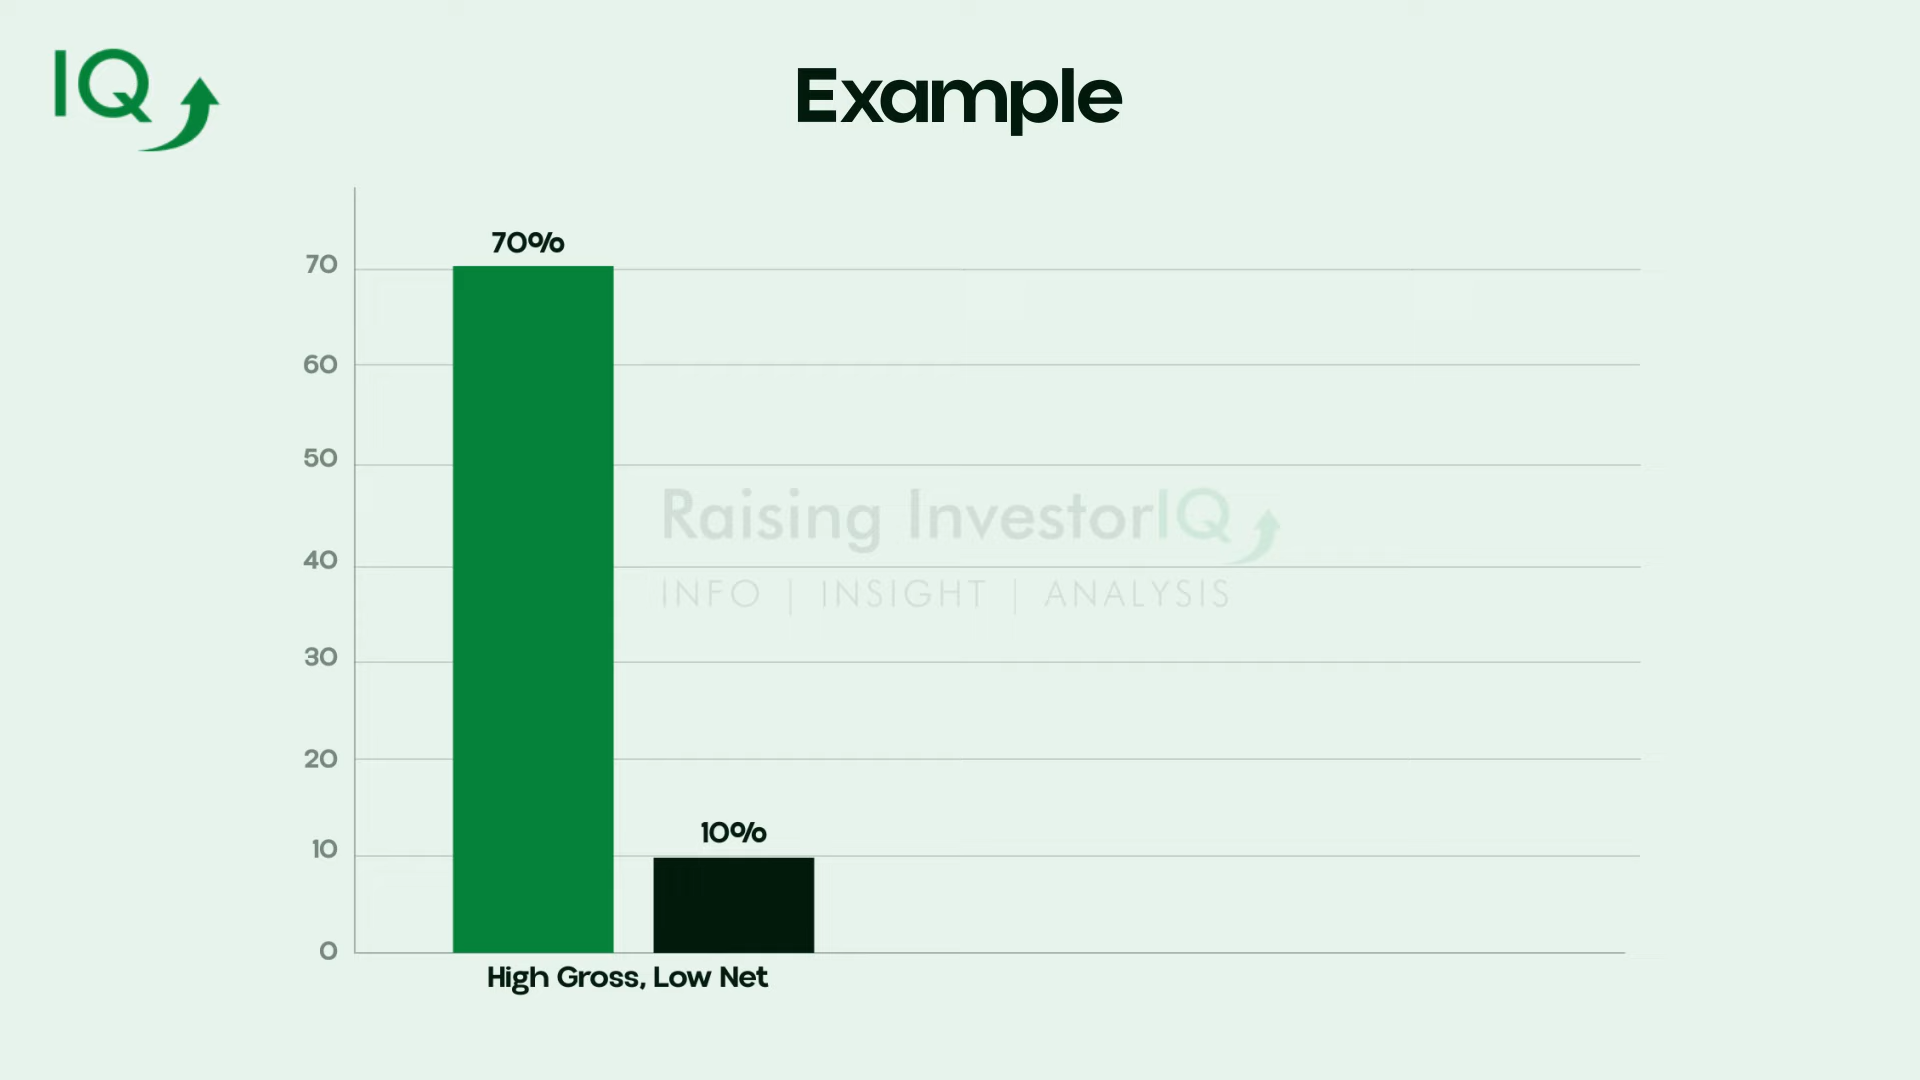 IQ
Example
70%
70
60
50
Raising InvestorIQ
40
INFO | INSIGHT | ANALYSIS
30
20
10%
10
0
High Gross, Low Net